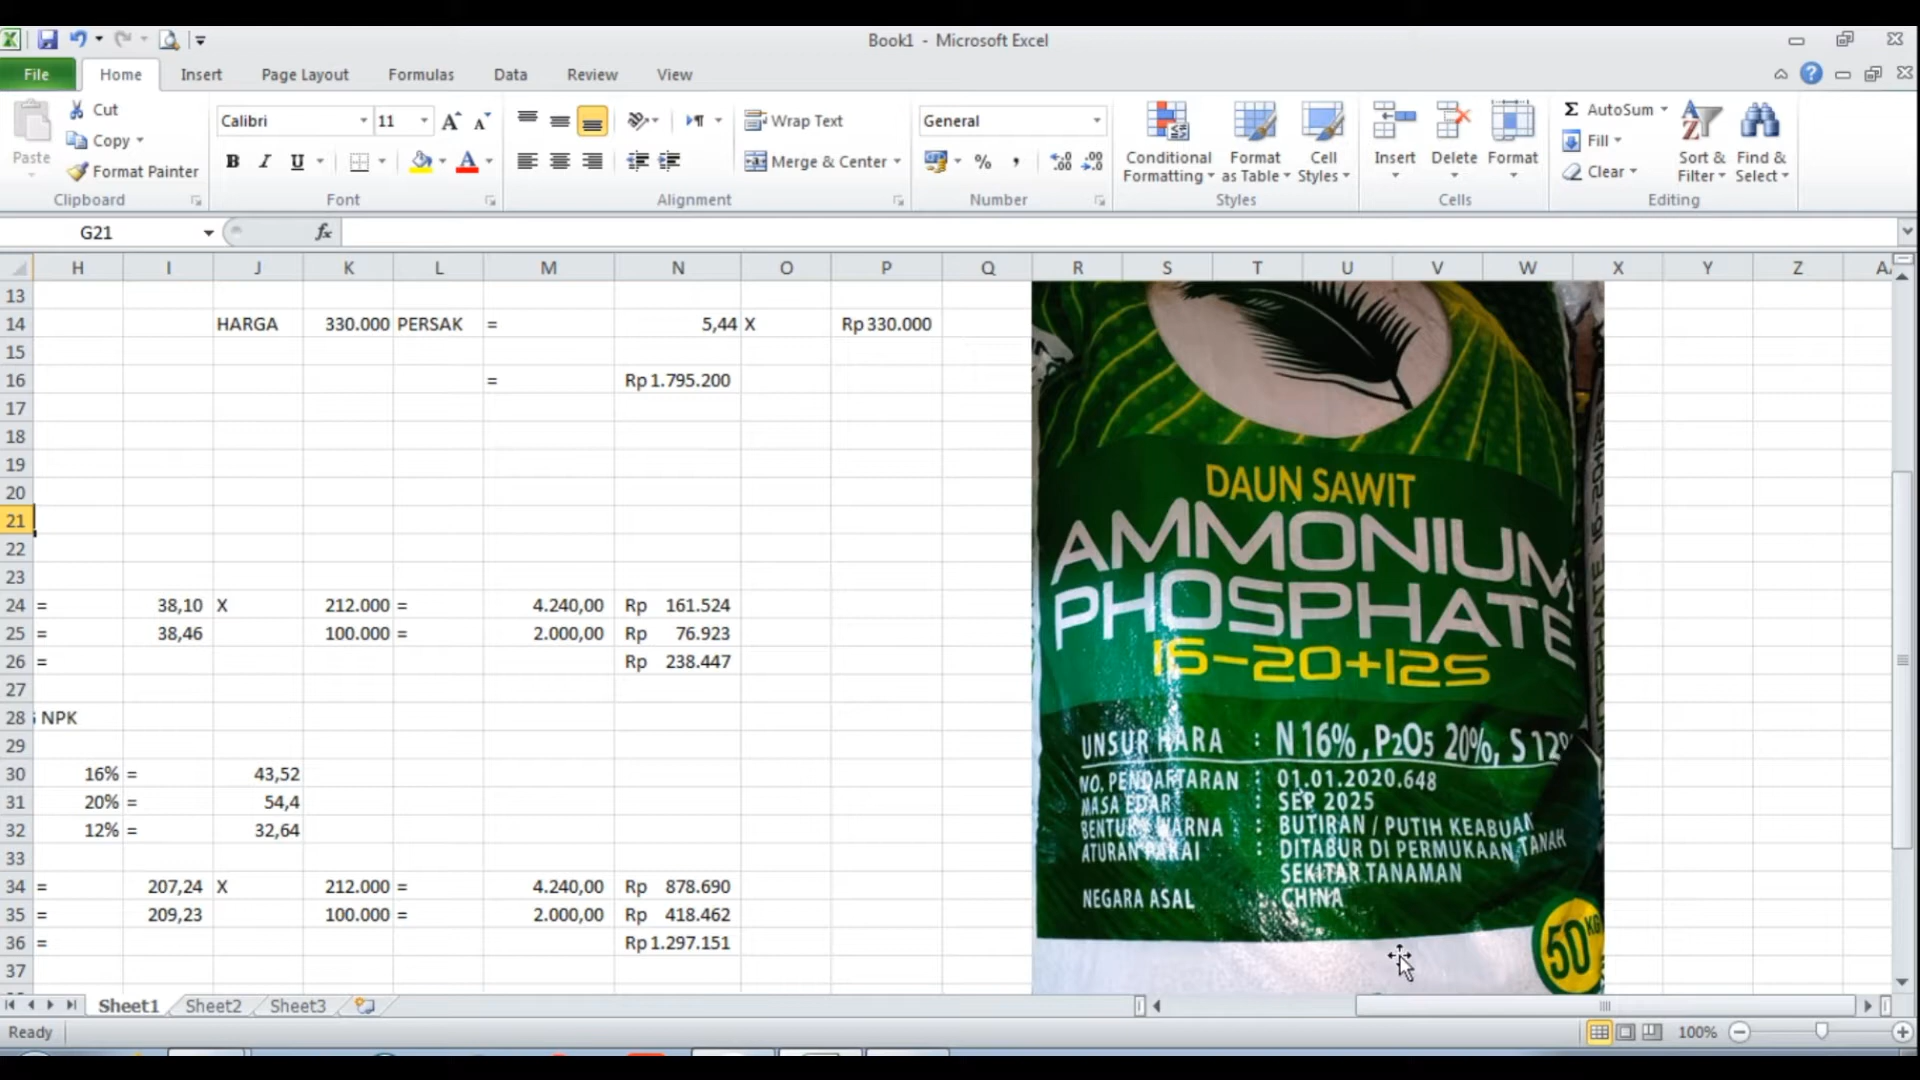 Book1 - Microsoft Excel
File Home Insert Page Layout Formulas Data Review View
Cut
Copy
Format Painter
Paste
Calibri 11
B I U
Wrap Text
Merge & Center
General
Conditional Formatting
Format as Table
Cell Styles
Insert Delete Format
AutoSum
Fill
Clear
Sort & Filter
Find & Select
Clipboard Font Alignment Number Styles Cells Editing
G21 fx
H I J K L M N O P Q R S T U V W X Y Z
13
14 HARGA 330.000 PERSAK = 5,44 X Rp 330.000
15
16 = Rp 1.795.200
17
18
19
20
21
22
23
24 = 38,10 X 212.000 = 4.240,00 Rp 161.524
25 = 38,46 100.000 = 2.000,00 Rp 76.923
26 = Rp 238.447
27
28 NPK
29
30 16% = 43,52
31 20% = 54,4
32 12% = 32,64
33
34 = 207,24 X 212.000 = 4.240,00 Rp 878.690
35 = 209,23 100.000 = 2.000,00 Rp 418.462
36 = Rp 1.297.151
37
DAUN SAWIT
AMMONIUM
PHOSPHATE
16-20+12S
UNSUR HARA : N 16%, P2O5 20%, S 12%
NO. PENDAFTARAN : 01.01.2020.648
MASA EDAR : SEP 2025
BENTUK / WARNA : BUTIRAN / PUTIH KEABUAN
ATURAN PAKAI : DITABUR DI PERMUKAAN TANAH
SEKITAR TANAMAN
NEGARA ASAL : CHINA
50 KG
Sheet1 Sheet2 Sheet3
Ready 100%